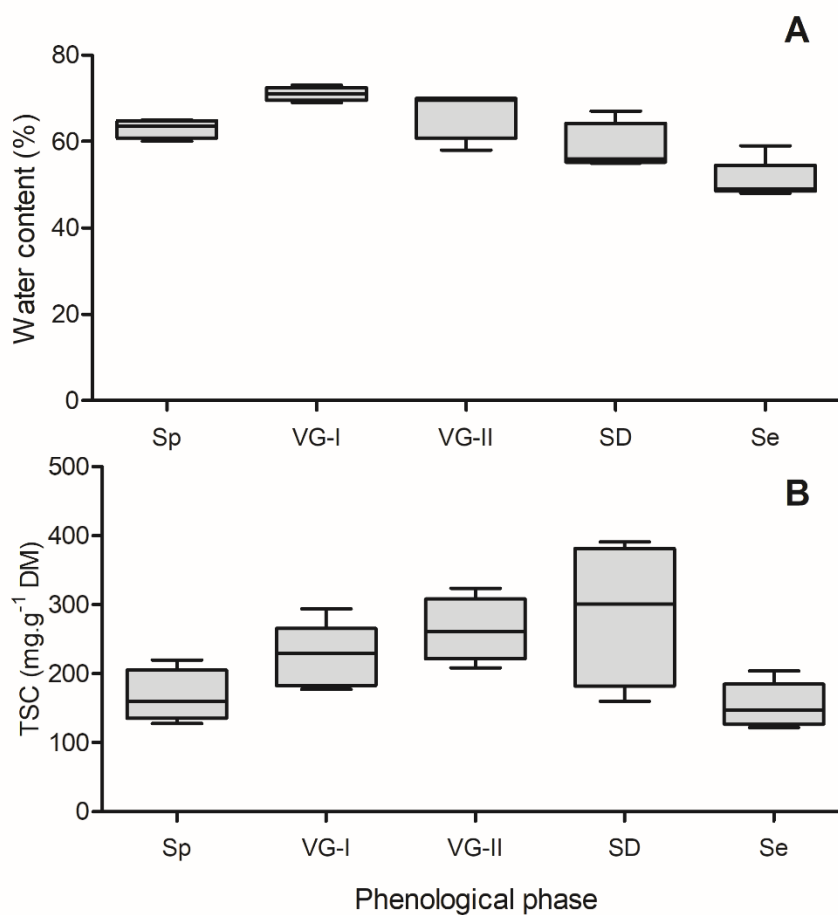 A
Water content (%)
80
60
40
20
0
Sp VG-I VG-II SD Se
B
TSC (mg.g⁻¹ DM)
500
400
300
200
100
0
Sp VG-I VG-II SD Se
Phenological phase